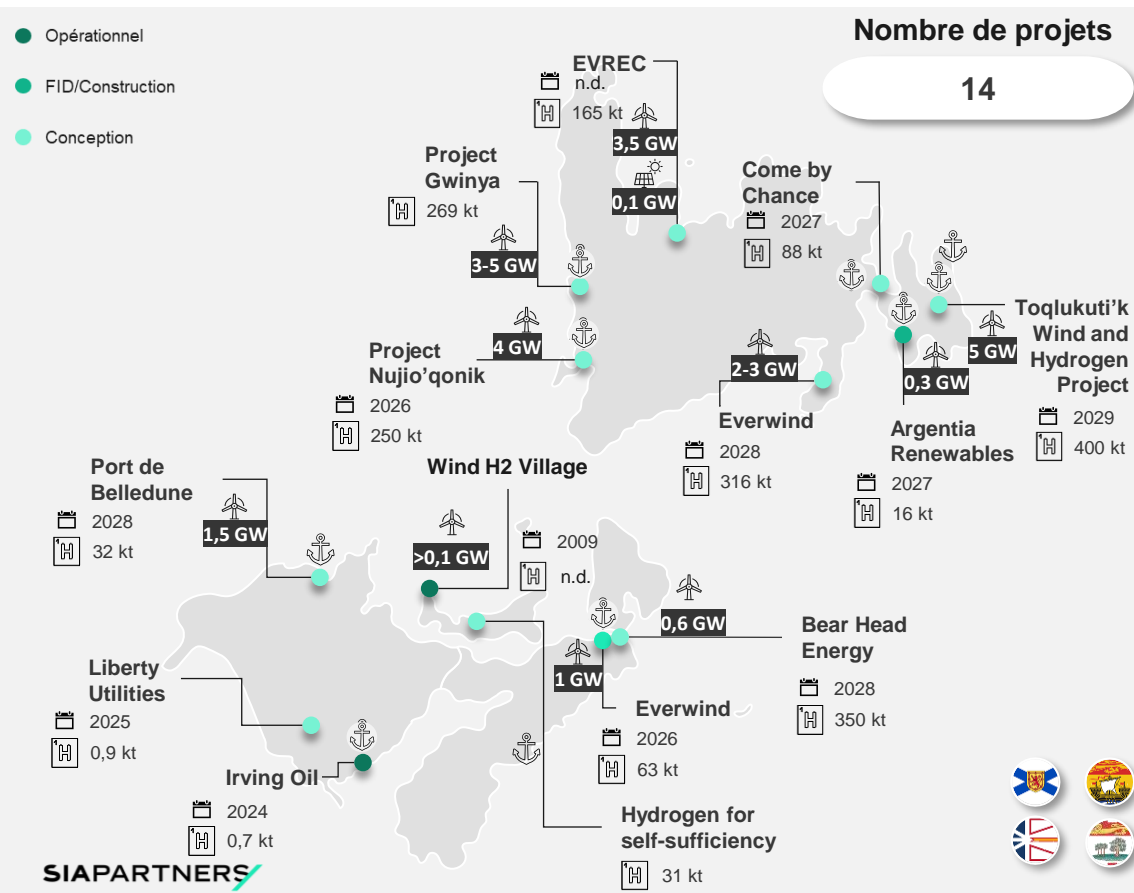 Opérationnel
FID/Construction
Conception
Nombre de projets
14
EVREC
n.d.
165 kt
3,5 GW
0,1 GW
Project
Gwinya
269 kt
3-5 GW
Come by
Chance
2027
88 kt
Project
Nujio’qonik
2026
250 kt
4 GW
2-3 GW
Everwind
2028
316 kt
0,3 GW
Argentia
Renewables
2027
16 kt
5 GW
Toqlukuti’k
Wind and
Hydrogen
Project
2029
400 kt
Port de
Belledune
2028
32 kt
1,5 GW
Wind H2 Village
>0,1 GW
2009
n.d.
0,6 GW
Bear Head
Energy
2028
350 kt
1 GW
Everwind
2026
63 kt
Liberty
Utilities
2025
0,9 kt
Irving Oil
2024
0,7 kt
Hydrogen for
self-sufficiency
31 kt
SIAPARTNERS